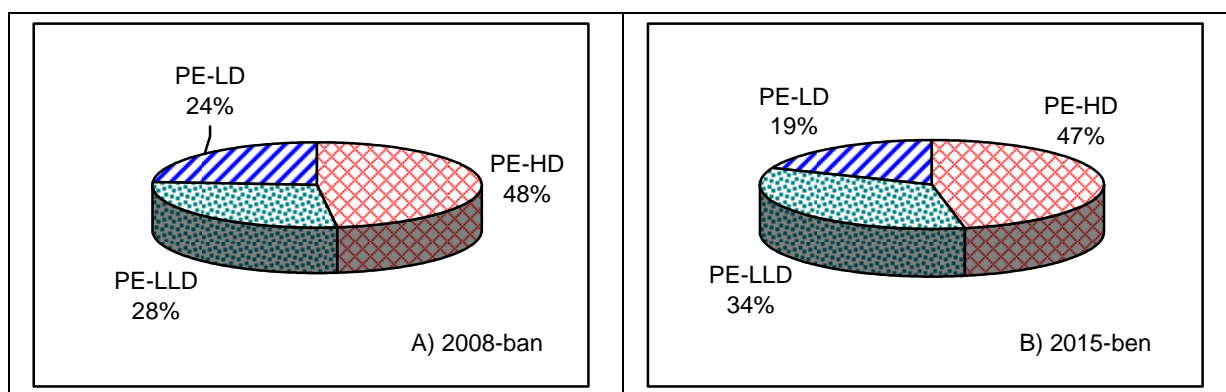 PE-LD
24%
PE-HD
48%
PE-LLD
28%
A) 2008-ban
PE-LD
19%
PE-HD
47%
PE-LLD
34%
B) 2015-ben